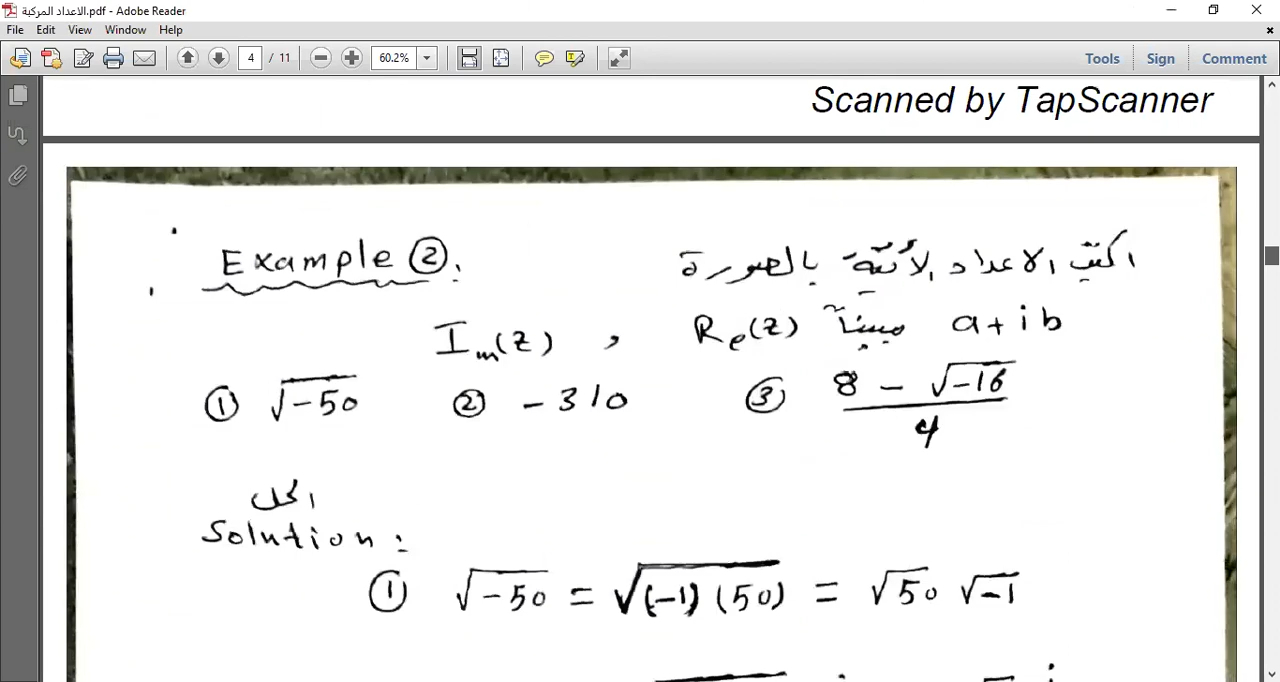 الاعداد المركبة.pdf - Adobe Reader
File Edit View Window Help
4 / 11 60.2% Tools Sign Comment
Scanned by TapScanner
Example ②: اكتب الاعداد الأتية بالصورة
a + i b مبيناً Re(z) , Im(z)
① √-50 ② -310 ③ (8 - √-16)/4
الحل
Solution:
① √-50 = √(-1)(50) = √50 √-1